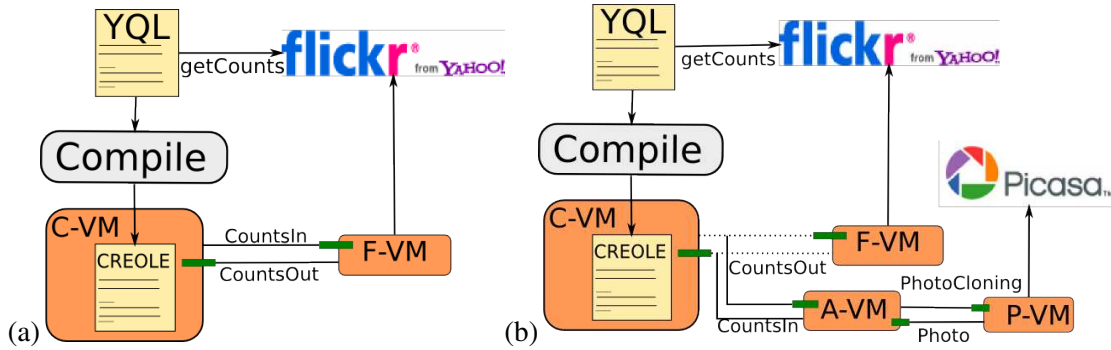 YQL
getCounts
flickr®
from YAHOO!
Compile
C-VM
CREOLE
CountsIn
CountsOut
F-VM
(a)
YQL
getCounts
flickr®
from YAHOO!
Compile
Picasa™
C-VM
CREOLE
CountsOut
F-VM
PhotoCloning
CountsIn
A-VM
Photo
P-VM
(b)